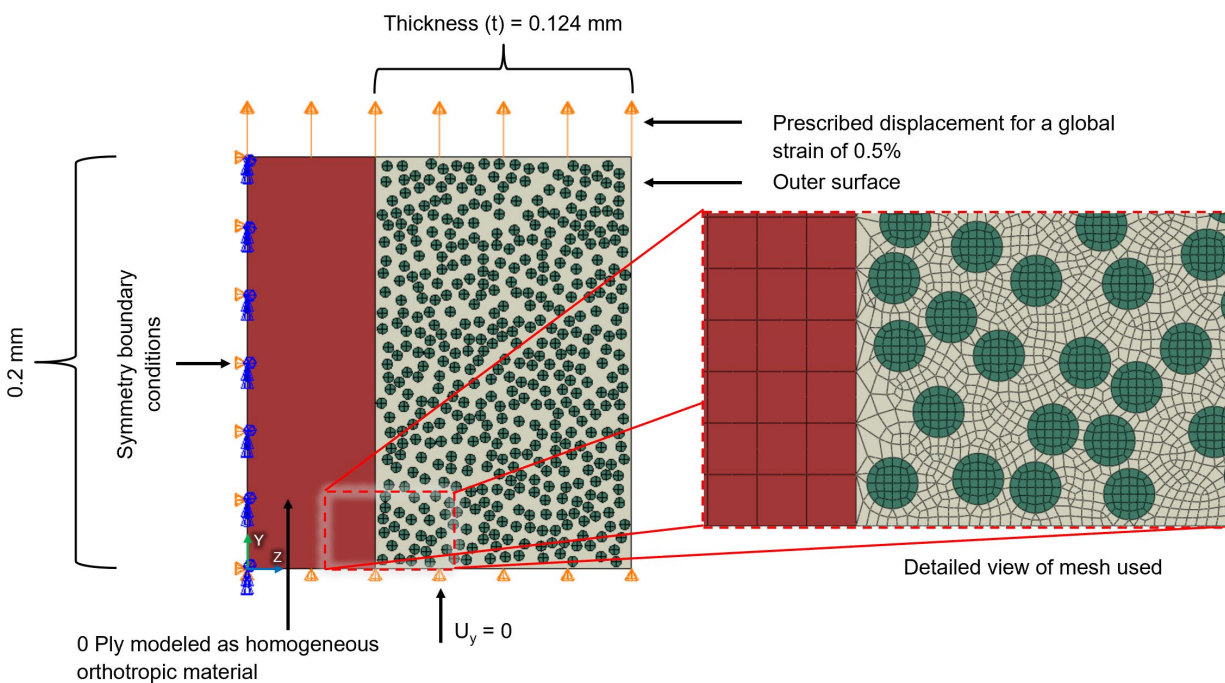 Thickness (t) = 0.124 mm
Prescribed displacement for a global
strain of 0.5%
Outer surface
0.2 mm
Symmetry boundary
conditions
Y
Z
Detailed view of mesh used
U_y = 0
0 Ply modeled as homogeneous
orthotropic material